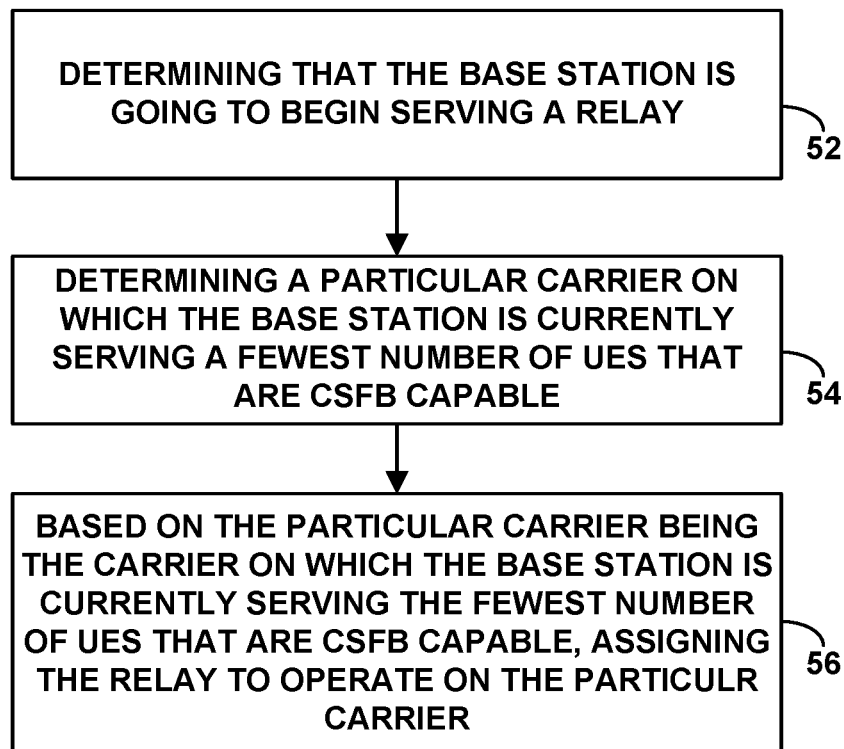 DETERMINING THAT THE BASE STATION IS
GOING TO BEGIN SERVING A RELAY
52
DETERMINING A PARTICULAR CARRIER ON
WHICH THE BASE STATION IS CURRENTLY
SERVING A FEWEST NUMBER OF UES THAT
ARE CSFB CAPABLE
54
BASED ON THE PARTICULAR CARRIER BEING
THE CARRIER ON WHICH THE BASE STATION IS
CURRENTLY SERVING THE FEWEST NUMBER
OF UES THAT ARE CSFB CAPABLE, ASSIGNING
THE RELAY TO OPERATE ON THE PARTICULR
CARRIER
56